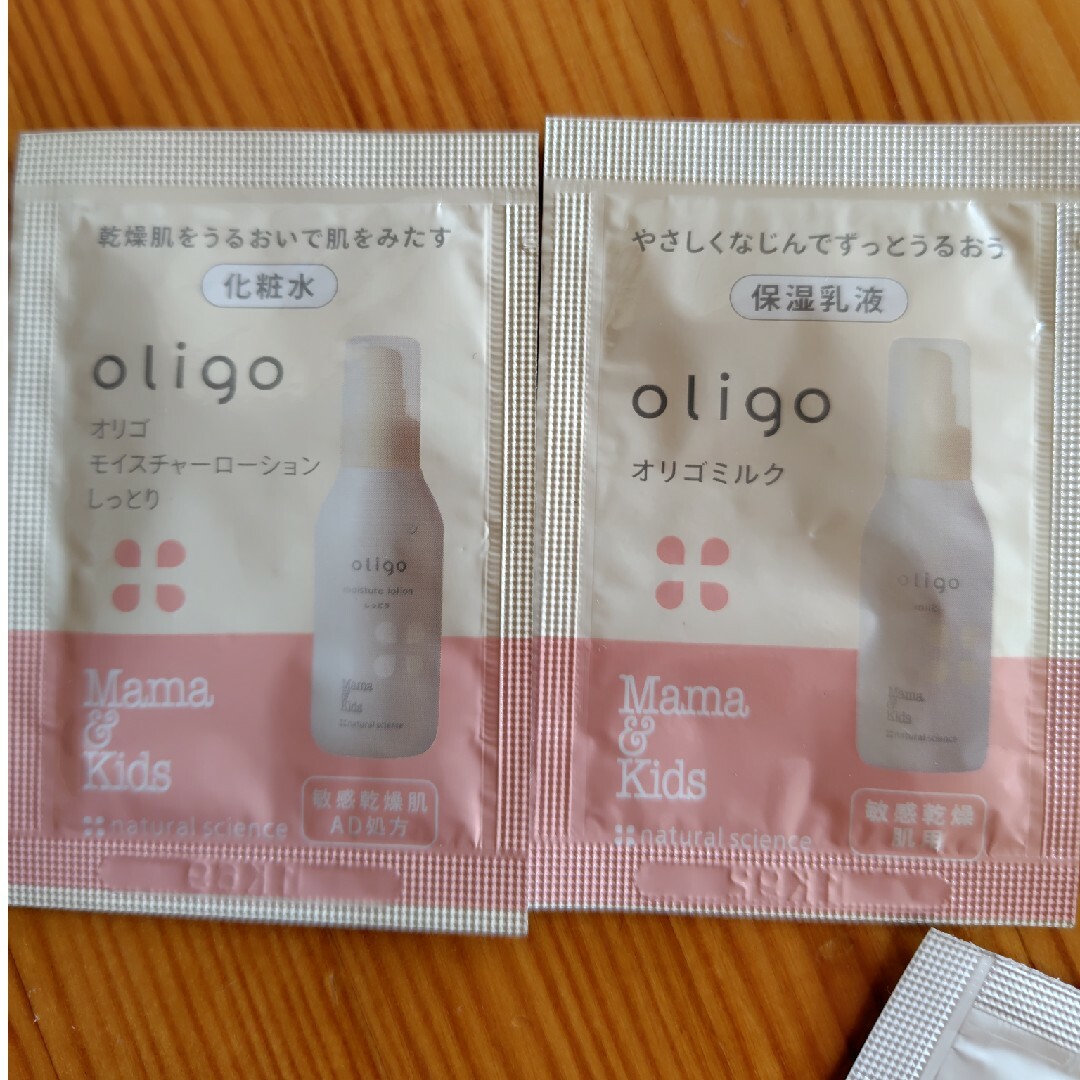 乾燥肌をうるおいで肌をみたす
化粧水
oligo
オリゴ
モイスチャーローション
しっとり
oligo
moisture lotion
しっとり
Mama
&
Kids
natural science
Mama
&
Kids
natural science
敏感乾燥肌
AD処方
やさしくなじんでずっとうるおう
保湿乳液
oligo
オリゴミルク
oligo
Mama
&
Kids
natural science
Mama
&
Kids
natural science
敏感乾燥
肌用